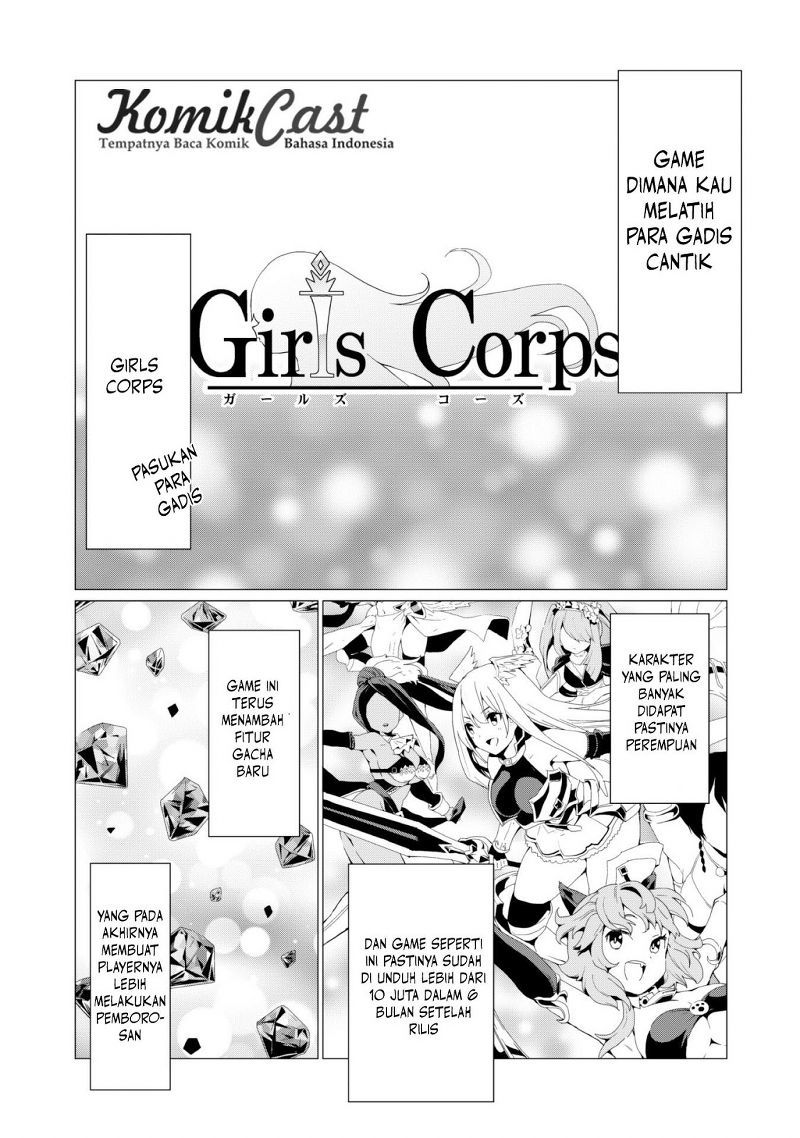 KomikCast
Tempatnya Baca Komik Bahasa Indonesia
GAME
DIMANA KAU
MELATIH
PARA GADIS
CANTIK
Girls Corps
ガールズ コーズ
GIRLS
CORPS
PASUKAN
PARA
GADIS
KARAKTER
YANG PALING
BANYAK
DIDAPAT
PASTINYA
PEREMPUAN
DAN GAME SEPERTI
INI PASTINYA SUDAH
DI UNDUH LEBIH DARI
10 JUTA DALAM 6
BULAN SETELAH
RILIS
GAME INI
TERUS
MENAMBAH
FITUR
GACHA
BARU
YANG PADA
AKHIRNYA
MEMBUAT
PLAYERNYA
LEBIH
MELAKUKAN
PEMBORO-
SAN